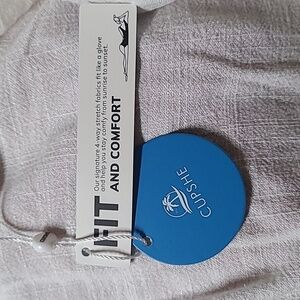 FIT
AND COMFORT
Our signature 4-way stretch fabrics fit like a glove
and help you stay comfy from sunrise to sunset.
CUPSHE